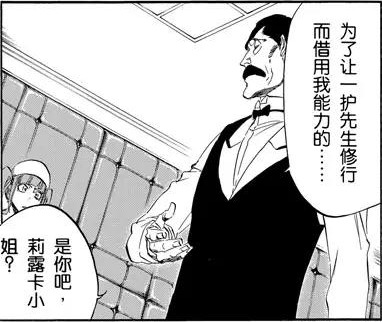 为了让一护先生修行
而借用我能力的……
是你吧，
莉露卡小
姐？